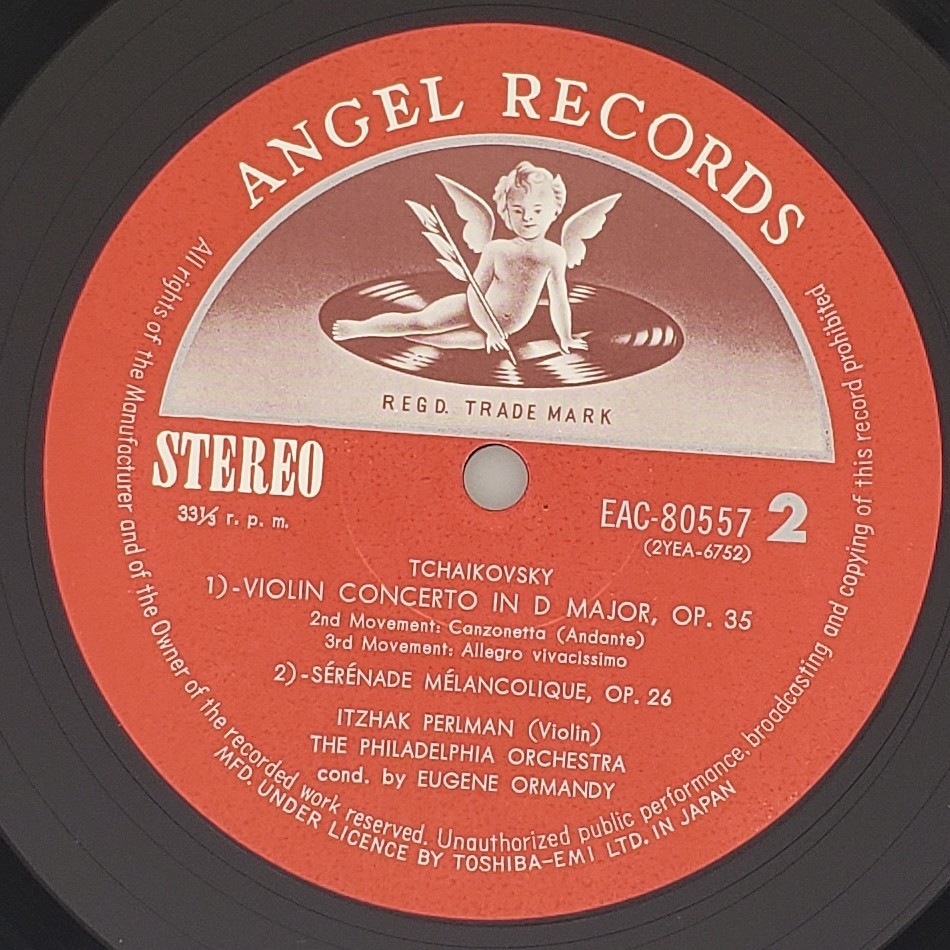 ANGEL RECORDS
REGD. TRADE MARK
STEREO
33⅓ r. p. m.
EAC-80557 2
(2YEA-6752)
TCHAIKOVSKY
1)-VIOLIN CONCERTO IN D MAJOR, OP. 35
2nd Movement: Canzonetta (Andante)
3rd Movement: Allegro vivacissimo
2)-SÉRÉNADE MÉLANCOLIQUE, OP. 26
ITZHAK PERLMAN (Violin)
THE PHILADELPHIA ORCHESTRA
cond. by EUGENE ORMANDY
All rights of the Manufacturer and of the Owner of the recorded work reserved. Unauthorized public performance, broadcasting and copying of this record prohibited
MFD. UNDER LICENCE BY TOSHIBA-EMI LTD. IN JAPAN